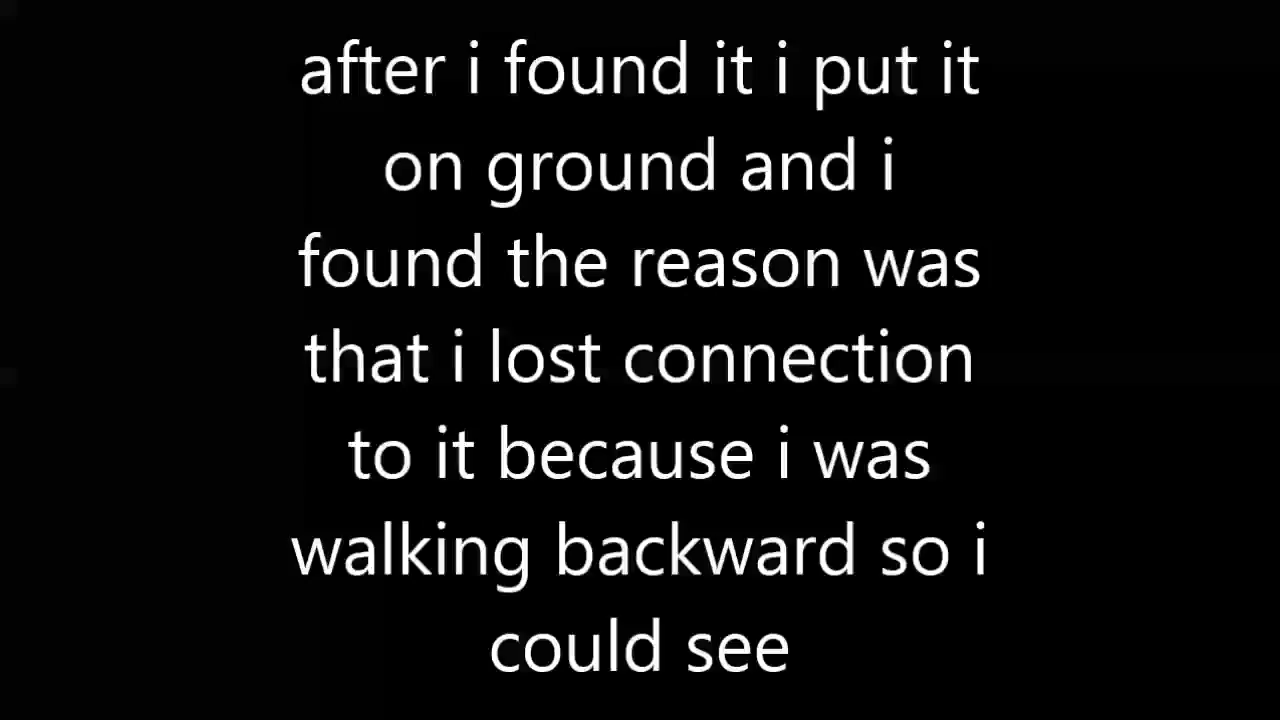 after i found it i put it
on ground and i
found the reason was
that i lost connection
to it because i was
walking backward so i
could see